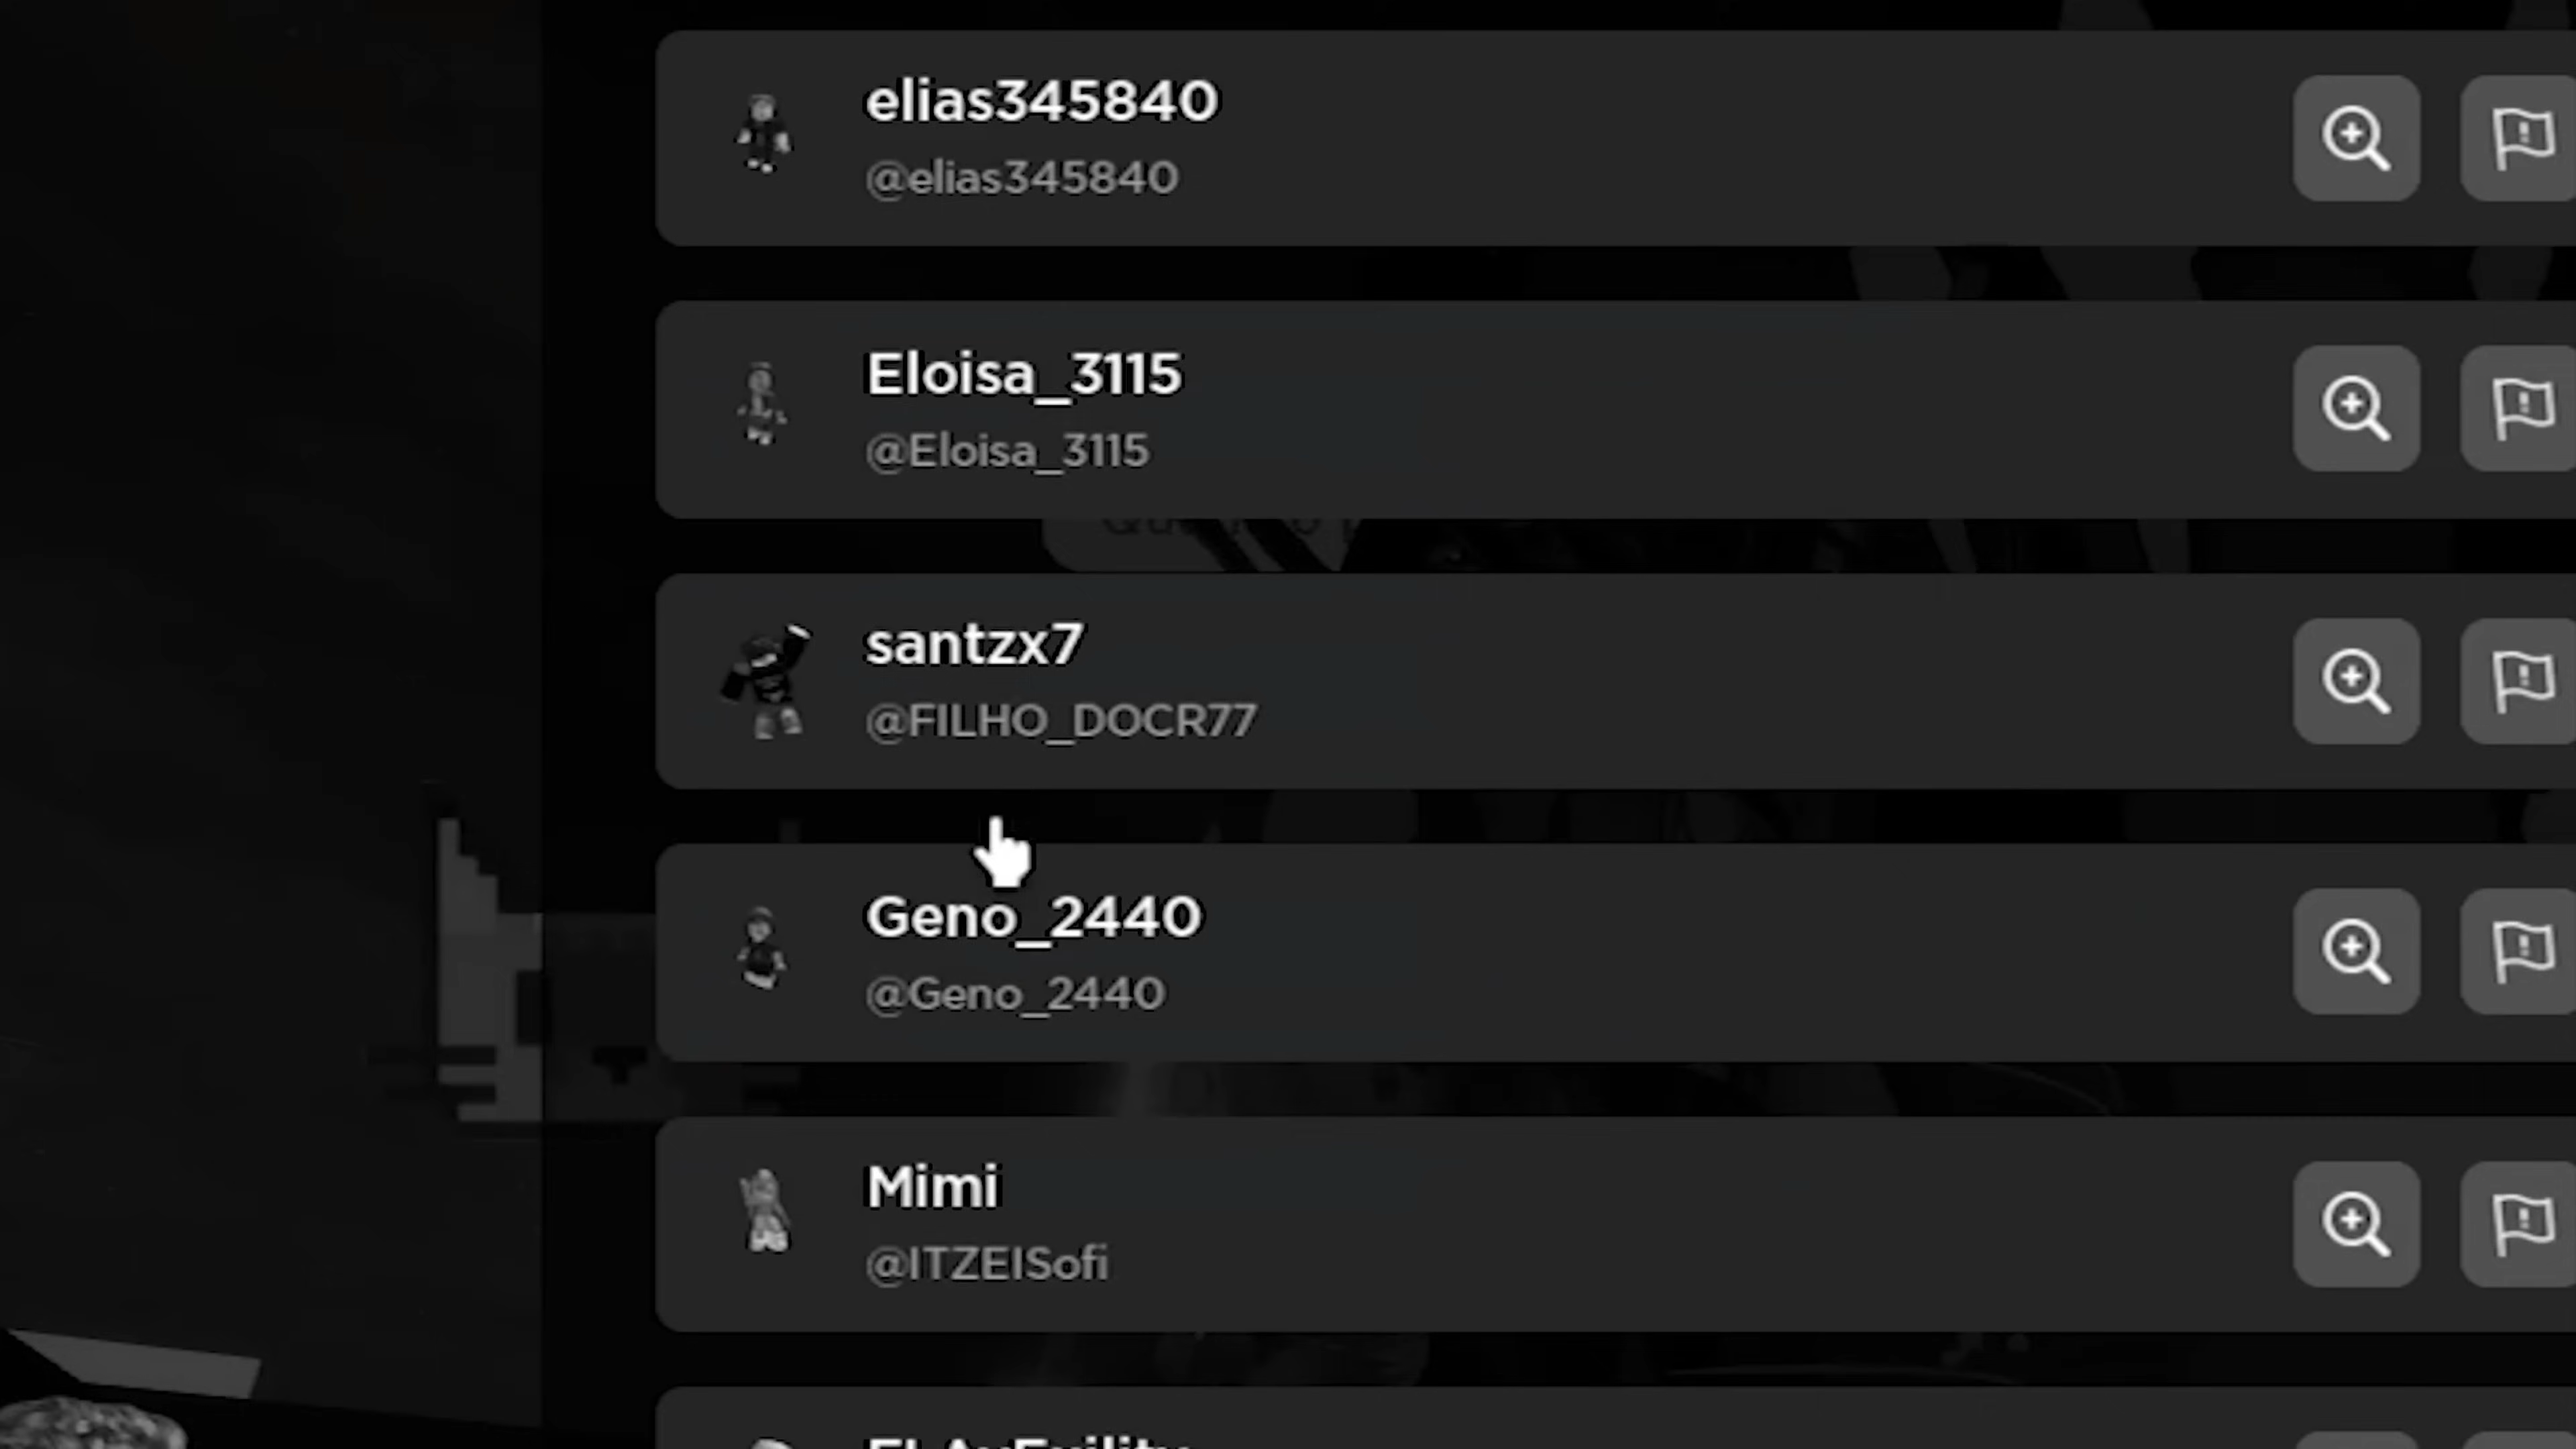 elias345840
@elias345840
Eloisa_3115
@Eloisa_3115
santzx7
@FILHO_DOCR77
Geno_2440
@Geno_2440
Mimi
@ITZEISofi